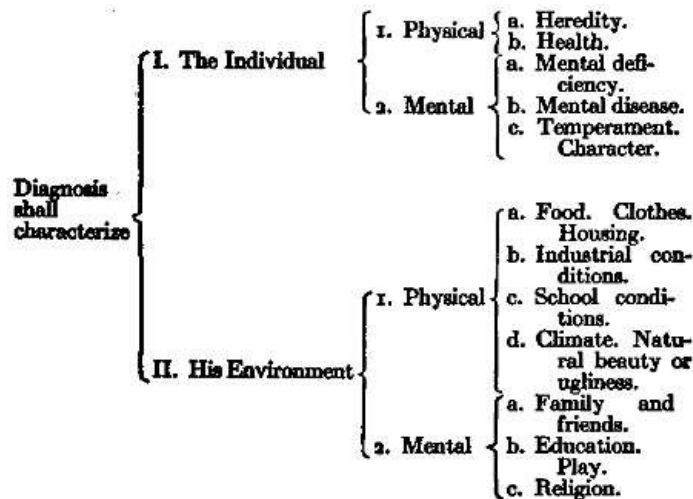 1. Physical
a. Heredity.
b. Health.
I. The Individual
a. Mental defi-
ciency.
2. Mental
b. Mental disease.
c. Temperament.
Character.
Diagnosis
shall
characterize
a. Food. Clothes.
Housing.
b. Industrial con-
ditions.
1. Physical
c. School condi-
tions.
d. Climate. Natu-
ral beauty or
ugliness.
II. His Environment
a. Family and
friends.
2. Mental
b. Education.
Play.
c. Religion.